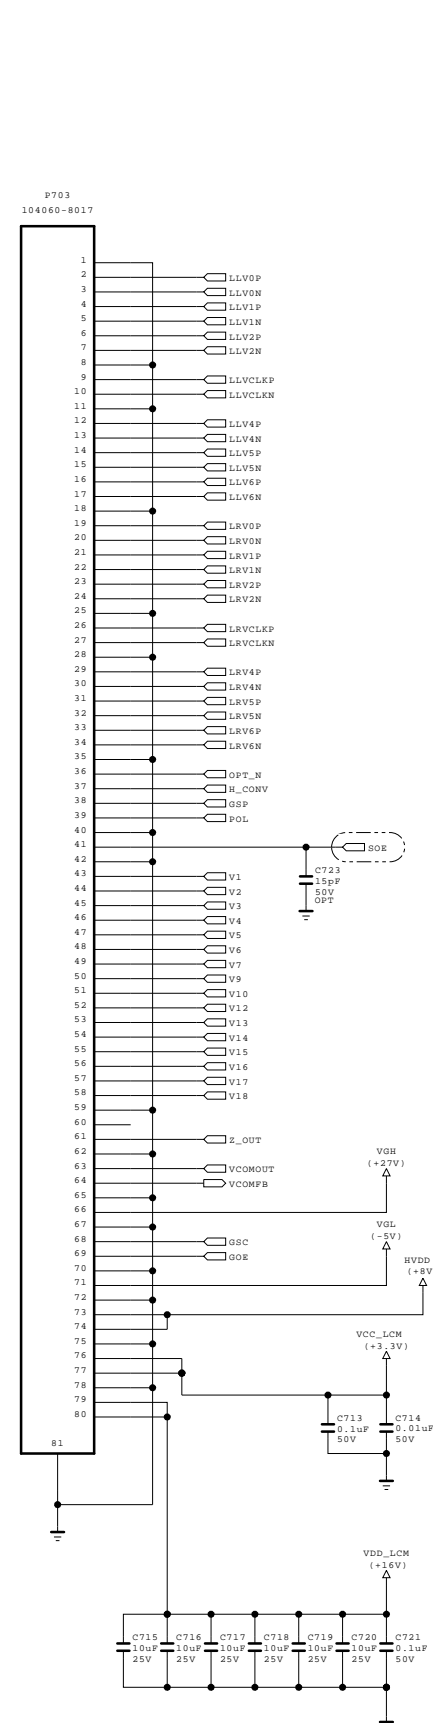 P703
104060-8017
1
2 LLV0P
3 LLV0N
4 LLV1P
5 LLV1N
6 LLV2P
7 LLV2N
8
9 LLVCLKP
10 LLVCLKN
11
12 LLV4P
13 LLV4N
14 LLV5P
15 LLV5N
16 LLV6P
17 LLV6N
18
19 LRV0P
20 LRV0N
21 LRV1P
22 LRV1N
23 LRV2P
24 LRV2N
25
26 LRVCLKP
27 LRVCLKN
28
29 LRV4P
30 LRV4N
31 LRV5P
32 LRV5N
33 LRV6P
34 LRV6N
35
36 OPT_N
37 H_CONV
38 GSP
39 POL
40
41 SOE
42
C723
15pF
50V
OPT
43 V1
44 V2
45 V3
46 V4
47 V5
48 V6
49 V7
50 V9
51 V10
52 V12
53 V13
54 V14
55 V15
56 V16
57 V17
58 V18
59
60
61 Z_OUT
62
63 VCOMOUT
64 VCOMFB
65
66
67
68 GSC
69 GOE
70
71
72
73
74
75
76
77
78
79
80
81
VGH
(+27V)
VGL
(-5V)
HVDD
(+8V
VCC_LCM
(+3.3V)
C713
0.1uF
50V
C714
0.01uF
50V
VDD_LCM
(+16V)
C715
10uF
25V
C716
10uF
25V
C717
10uF
25V
C718
10uF
25V
C719
10uF
25V
C720
10uF
25V
C721
0.1uF
50V